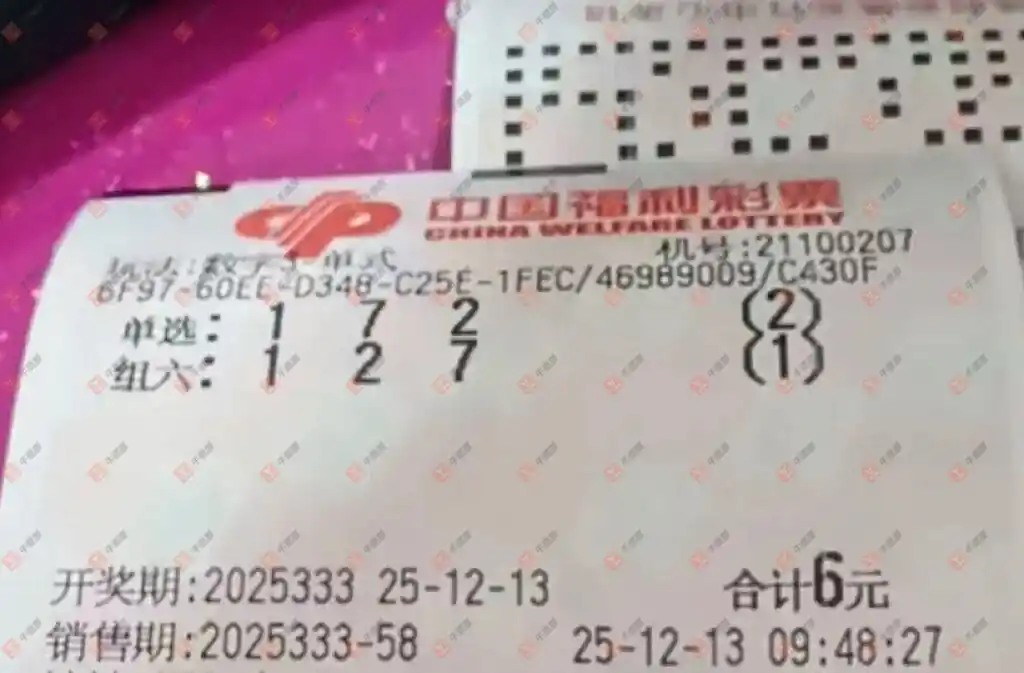 中国福利彩票
CHINA WELFARE LOTTERY
机号:21100207
6F97-60EE-D348-C25E-1FEC/46989009/C430F
单选: 1 7 2 (2)
组六: 1 2 7 (1)
开奖期:2025333 25-12-13 合计6元
销售期:2025333-58 25-12-13 09:48:27